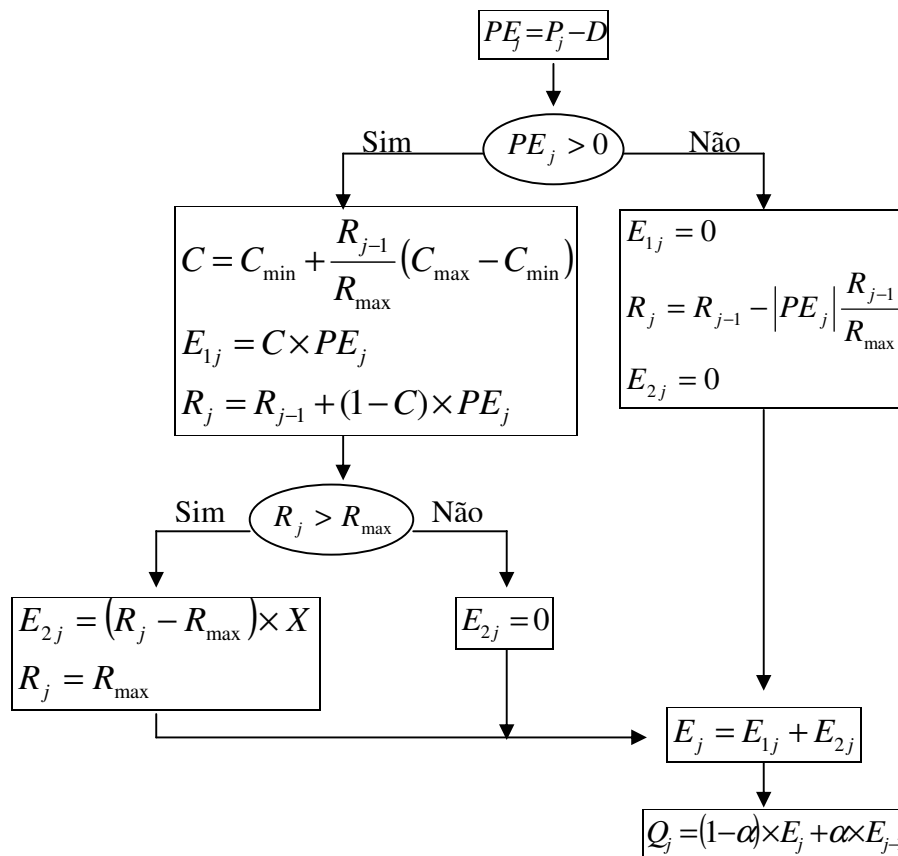 PE_j = P_j − D
PE_j > 0
Sim
Não
C = C_min + \frac{R_{j−1}}{R_max} (C_max − C_min)
E_{1j} = C × PE_j
R_j = R_{j−1} + (1 − C) × PE_j
E_{1j} = 0
R_j = R_{j−1} − |PE_j| \frac{R_{j−1}}{R_max}
E_{2j} = 0
R_j > R_max
Sim
Não
E_{2j} = (R_j − R_max) × X
R_j = R_max
E_{2j} = 0
E_j = E_{1j} + E_{2j}
Q_j = (1−α) × E_j + α × E_{j−